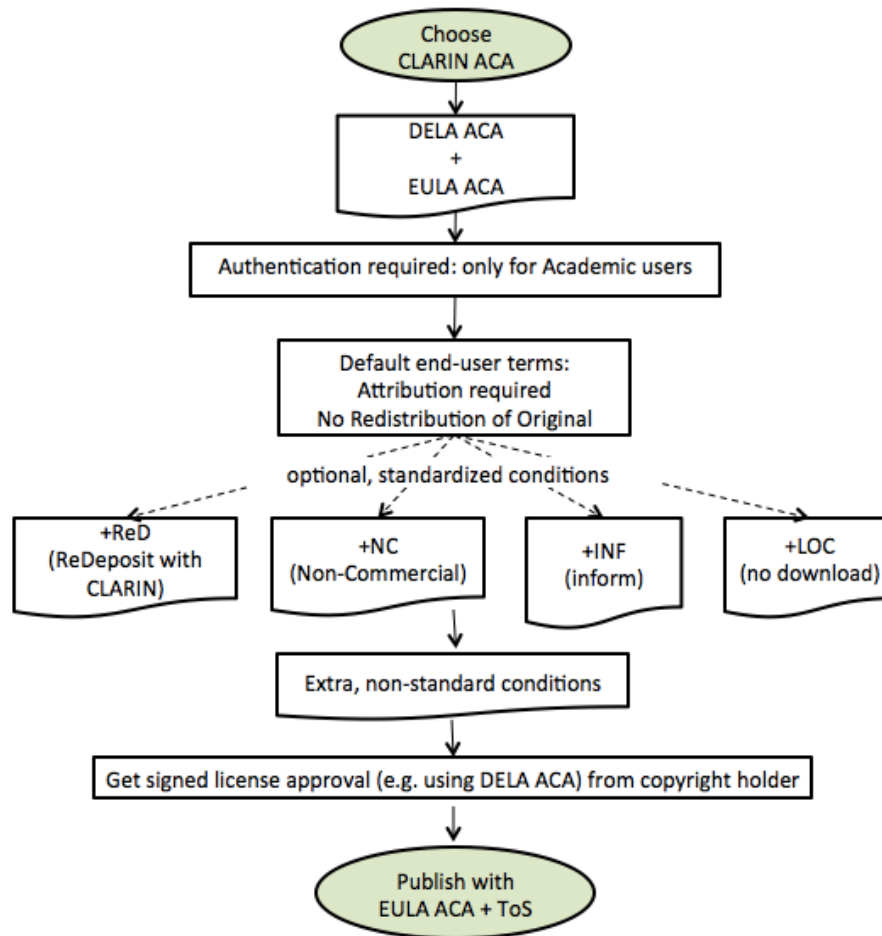 Choose
CLARIN ACA
DELA ACA
+
EULA ACA
Authentication required: only for Academic users
Default end-user terms:
Attribution required
No Redistribution of Original
optional, standardized conditions
+ReD
(ReDeposit with
CLARIN)
+NC
(Non-Commercial)
+INF
(inform)
+LOC
(no download)
Extra, non-standard conditions
Get signed license approval (e.g. using DELA ACA) from copyright holder
Publish with
EULA ACA + ToS